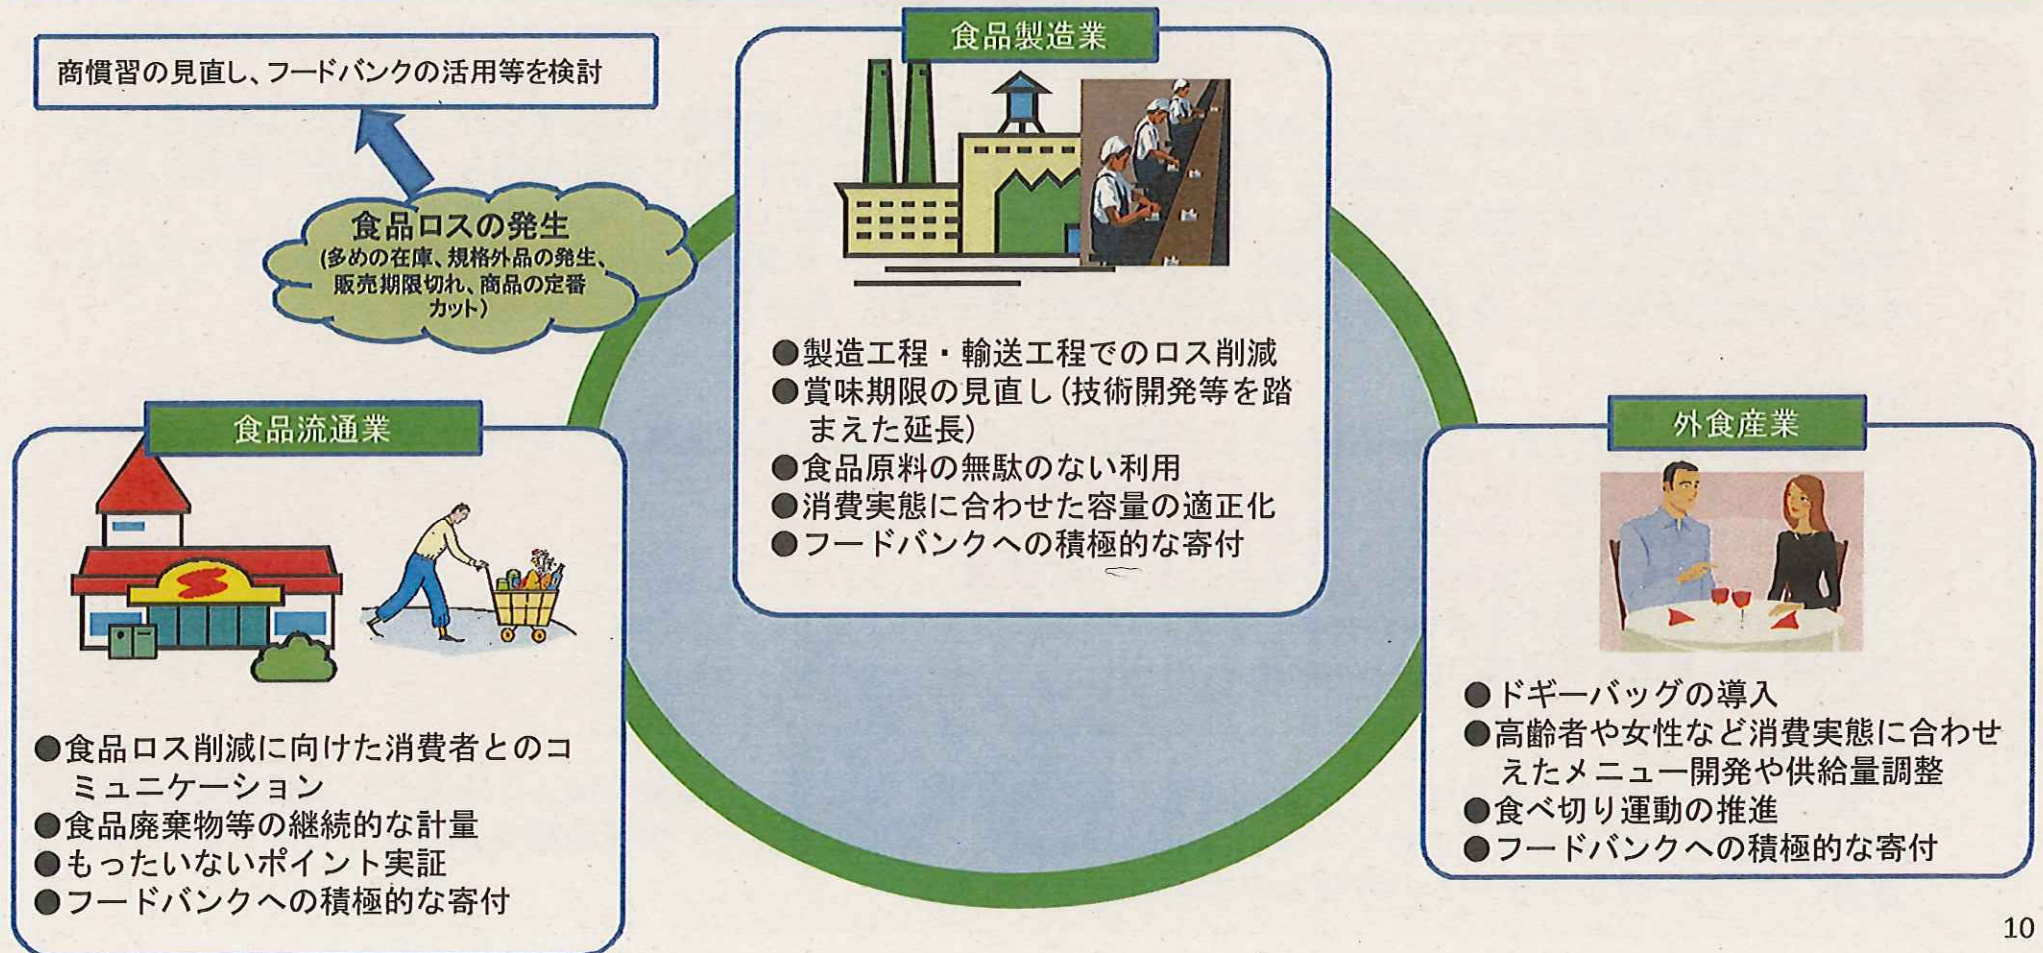 食品製造業
商慣習の見直し、フードバンクの活用等を検討
食品ロスの発生
(多めの在庫、規格外品の発生、
販売期限切れ、商品の定番
カット)
●製造工程・輸送工程でのロス削減
●賞味期限の見直し(技術開発等を踏
まえた延長)
●食品原料の無駄のない利用
●消費実態に合わせた容量の適正化
●フードバンクへの積極的な寄付
食品流通業
●食品ロス削減に向けた消費者とのコ
ミュニケーション
●食品廃棄物等の継続的な計量
●もったいないポイント実証
●フードバンクへの積極的な寄付
外食産業
●ドギーバッグの導入
●高齢者や女性など消費実態に合わせ
えたメニュー開発や供給量調整
●食べ切り運動の推進
●フードバンクへの積極的な寄付
10